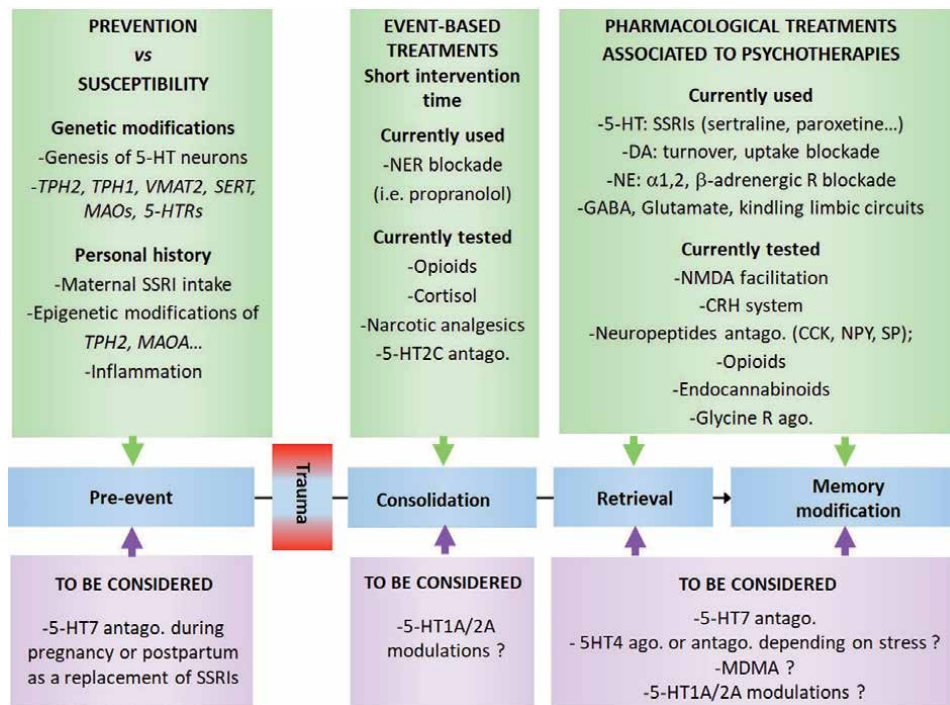 PREVENTION
vs
SUSCEPTIBILITY
Genetic modifications
-Genesis of 5-HT neurons
-TPH2, TPH1, VMAT2, SERT,
MAOs, 5-HTRs
Personal history
-Maternal SSRI intake
-Epigenetic modifications of
TPH2, MAOA...
-Inflammation
EVENT-BASED
TREATMENTS
Short intervention
time
Currently used
-NER blockade
(i.e. propranolol)
Currently tested
-Opioids
-Cortisol
-Narcotic analgesics
-5-HT2C antago.
PHARMACOLOGICAL TREATMENTS
ASSOCIATED TO PSYCHOTHERAPIES
Currently used
-5-HT: SSRIs (sertraline, paroxetine...)
-DA: turnover, uptake blockade
-NE: α1,2, β-adrenergic R blockade
-GABA, Glutamate, kindling limbic circuits
Currently tested
-NMDA facilitation
-CRH system
-Neuropeptides antago. (CCK, NPY, SP);
-Opioids
-Endocannabinoids
-Glycine R ago.
Pre-event
Trauma
Consolidation
Retrieval
Memory
modification
TO BE CONSIDERED
-5-HT7 antago. during
pregnancy or postpartum
as a replacement of SSRIs
TO BE CONSIDERED
-5-HT1A/2A
modulations ?
TO BE CONSIDERED
-5-HT7 antago.
- 5HT4 ago. or antago. depending on stress ?
-MDMA ?
-5-HT1A/2A modulations ?